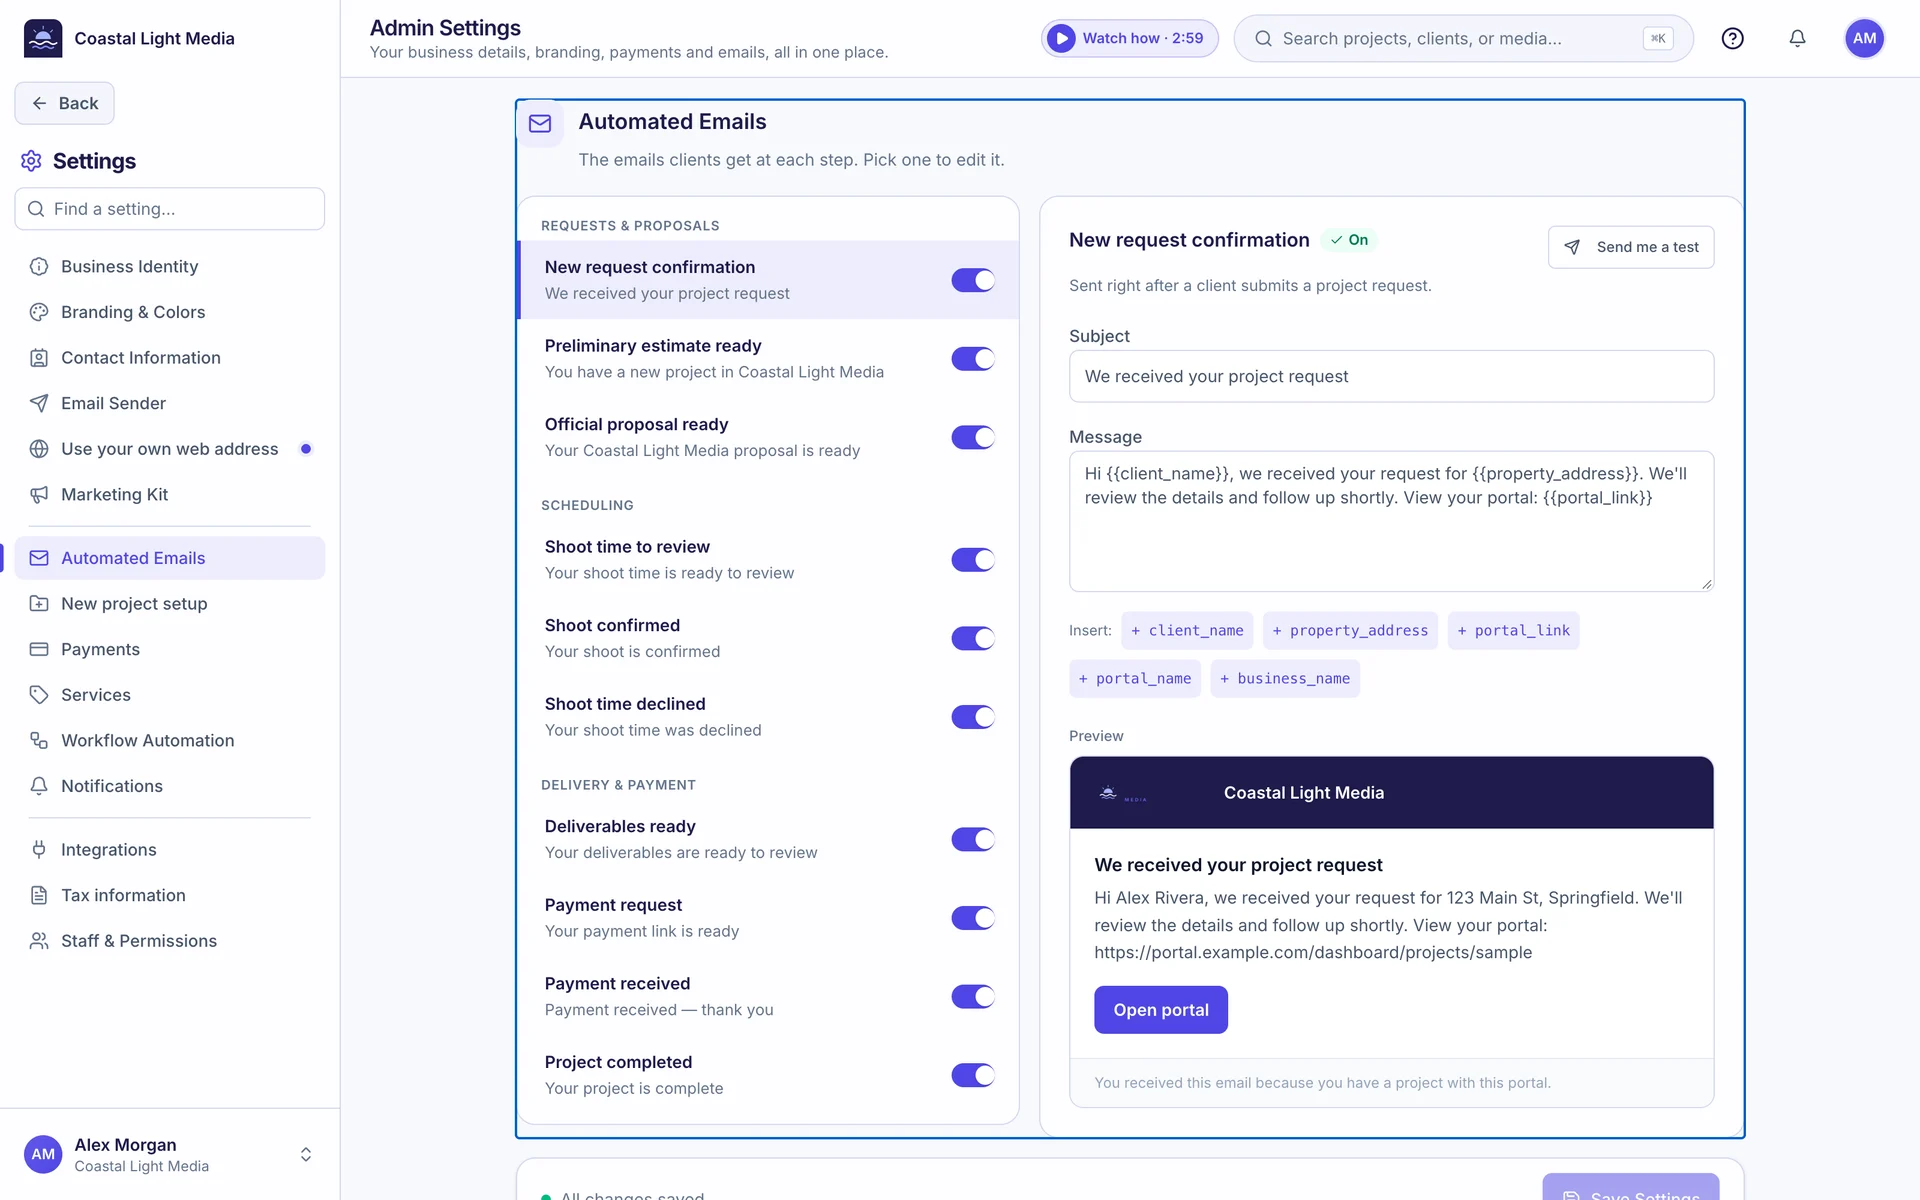 Coastal Light Media
Back
Settings
Find a setting...
Business Identity
Branding & Colors
Contact Information
Email Sender
Use your own web address
Marketing Kit
Automated Emails
New project setup
Payments
Services
Workflow Automation
Notifications
Integrations
Tax information
Staff & Permissions
AM
Alex Morgan
Coastal Light Media
Admin Settings
Your business details, branding, payments and emails, all in one place.
Watch how · 2:59
Search projects, clients, or media...
⌘K
AM
Automated Emails
The emails clients get at each step. Pick one to edit it.
REQUESTS & PROPOSALS
New request confirmation
We received your project request
Preliminary estimate ready
You have a new project in Coastal Light Media
Official proposal ready
Your Coastal Light Media proposal is ready
SCHEDULING
Shoot time to review
Your shoot time is ready to review
Shoot confirmed
Your shoot is confirmed
Shoot time declined
Your shoot time was declined
DELIVERY & PAYMENT
Deliverables ready
Your deliverables are ready to review
Payment request
Your payment link is ready
Payment received
Payment received — thank you
Project completed
Your project is complete
New request confirmation
On
Send me a test
Sent right after a client submits a project request.
Subject
We received your project request
Message
Hi {{client_name}}, we received your request for {{property_address}}. We'll
review the details and follow up shortly. View your portal: {{portal_link}}
Insert: + client_name + property_address + portal_link
+ portal_name + business_name
Preview
MEDIA
Coastal Light Media
We received your project request
Hi Alex Rivera, we received your request for 123 Main St, Springfield. We'll
review the details and follow up shortly. View your portal:
https://portal.example.com/dashboard/projects/sample
Open portal
You received this email because you have a project with this portal.
All changes saved
Save Settings